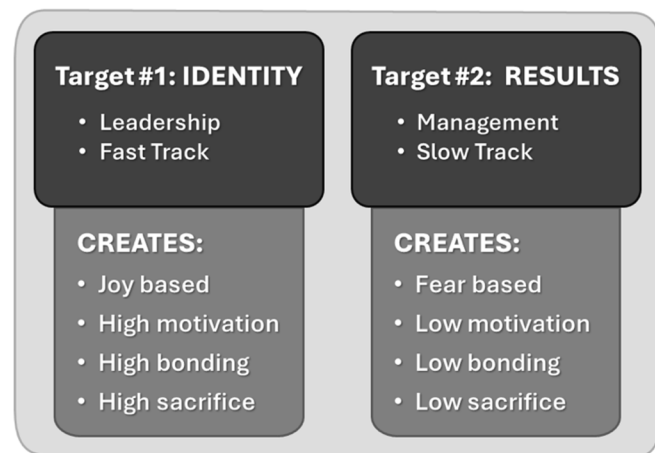 Target #1: IDENTITY
• Leadership
• Fast Track
CREATES:
• Joy based
• High motivation
• High bonding
• High sacrifice
Target #2: RESULTS
• Management
• Slow Track
CREATES:
• Fear based
• Low motivation
• Low bonding
• Low sacrifice